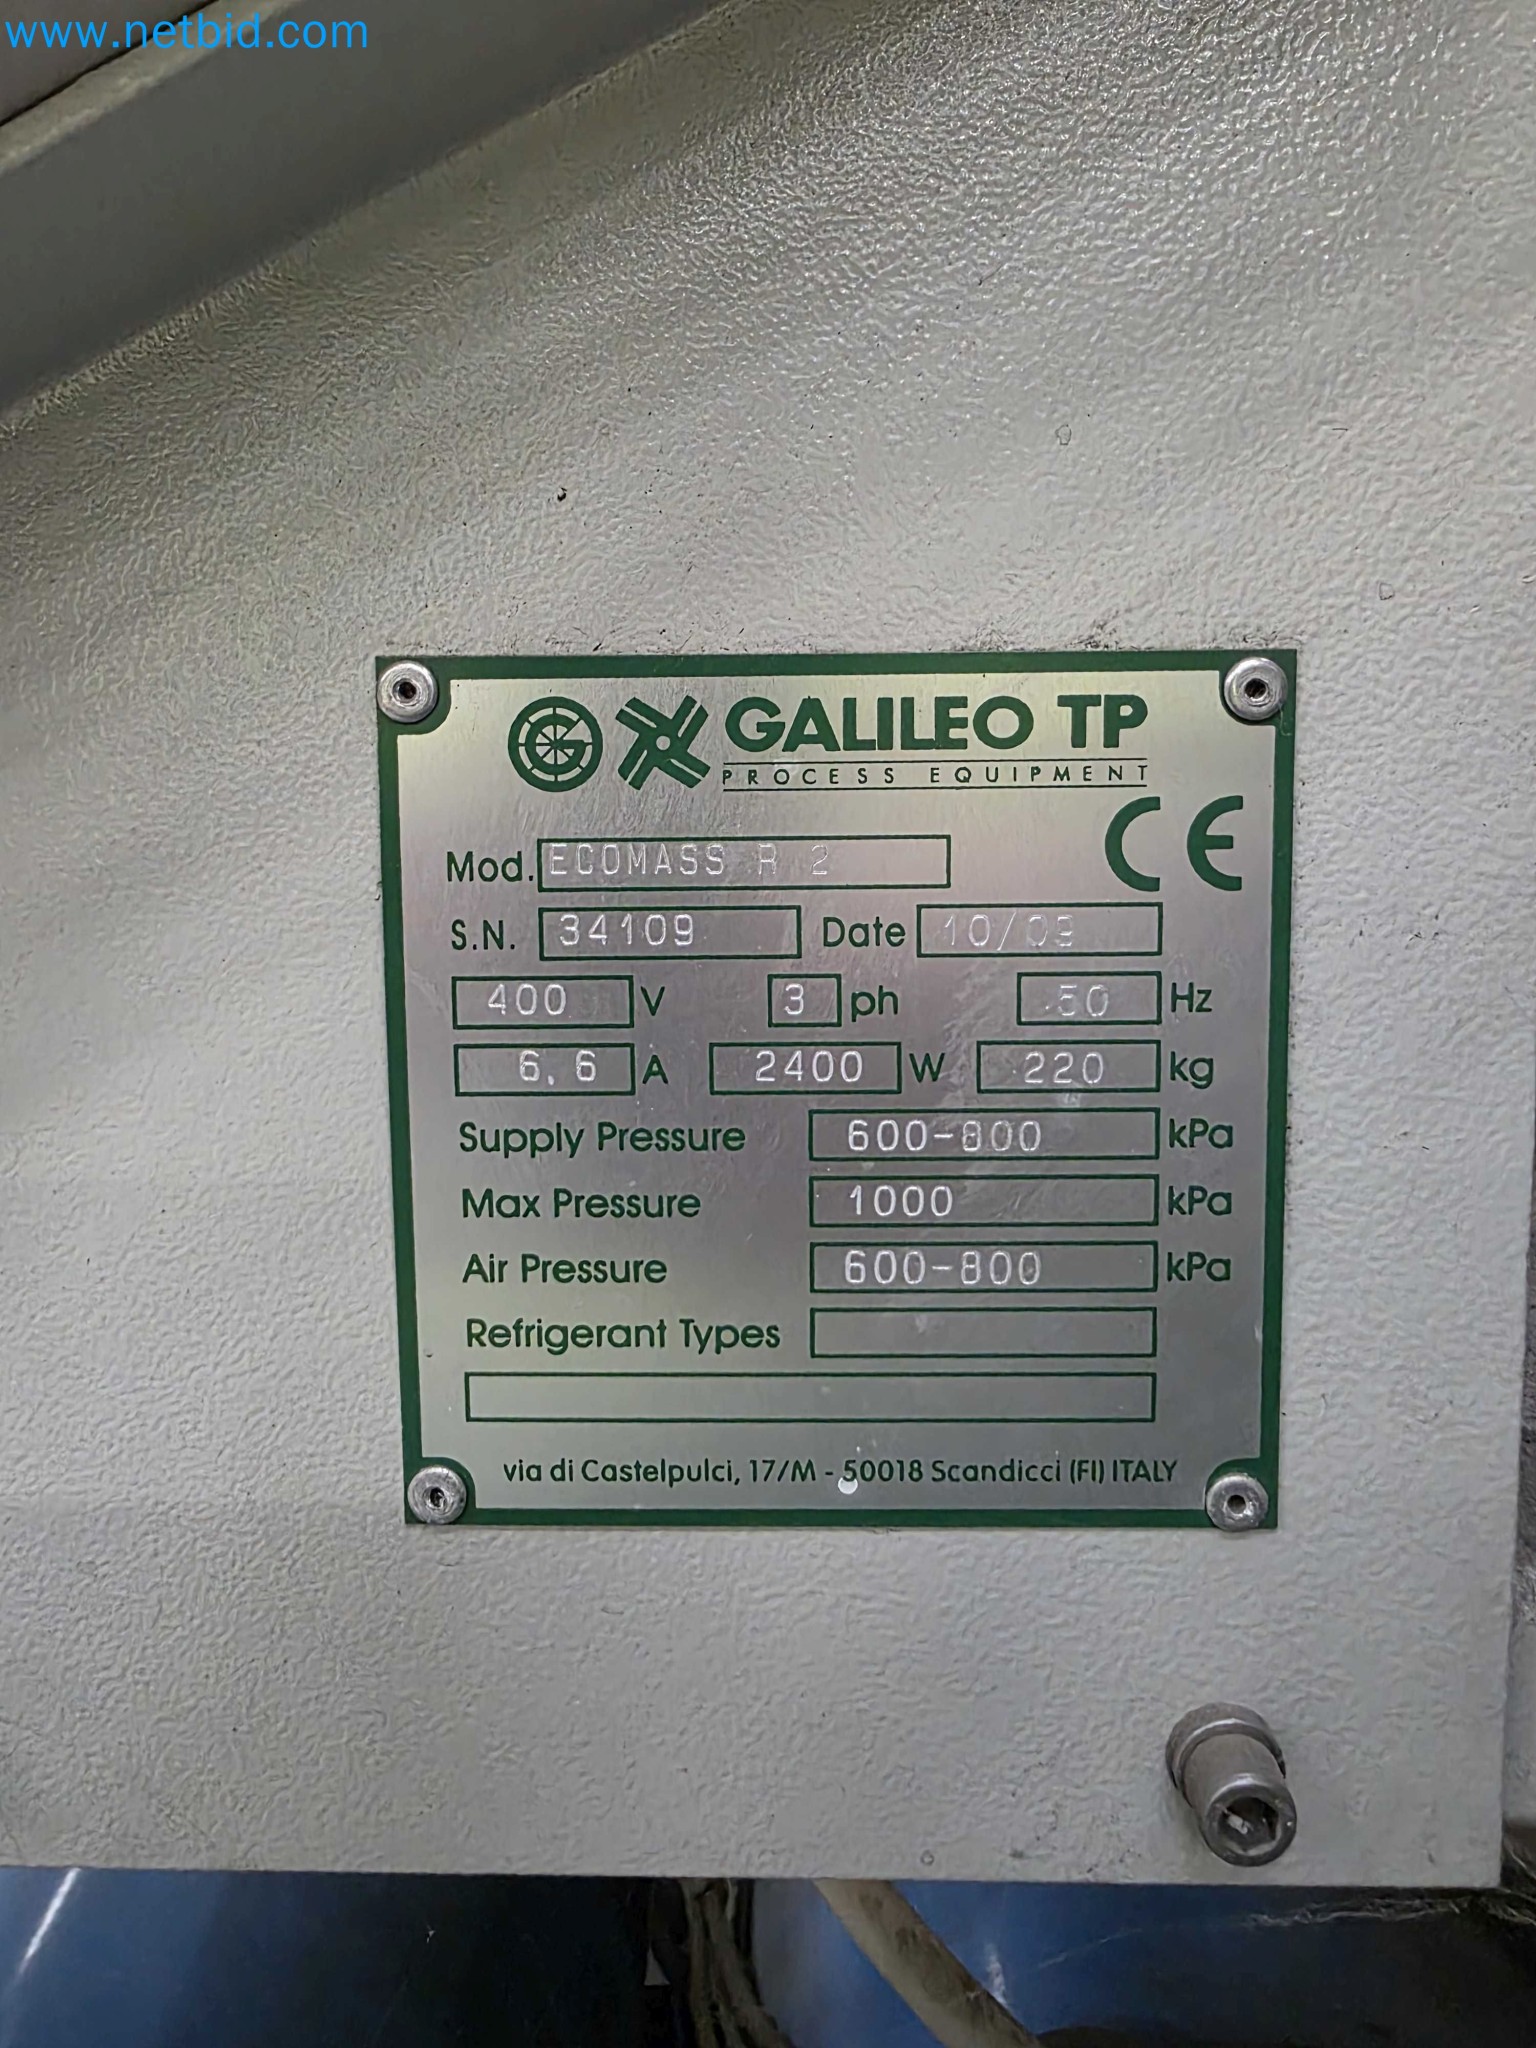 www.netbid.com
GALILEO TP
PROCESS EQUIPMENT
CE
Mod. ECOMASS R 2
S.N. 34109 Date
400 V 3 ph 50 Hz
6,6 A 2400 W 220 kg
Supply Pressure 600-800 kPa
Max Pressure 1000 kPa
Air Pressure 600-800 kPa
Refrigerant Types
via di Castelpulci, 17/M - 50018 Scandicci (FI) ITALY